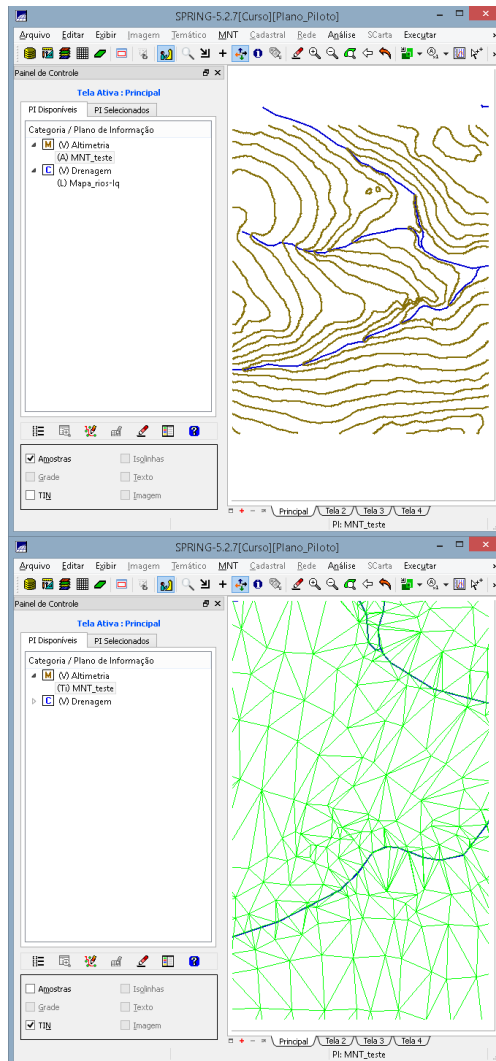 SPRING-5.2.7[Curso][Plano_Piloto]
Arquivo Editar Exibir Imagem Temático MNT Cadastral Rede Análise SCarta Executar
Painel de Controle
Tela Ativa : Principal
PI Disponíveis PI Selecionados
Categoria / Plano de Informação
M (V) Altimetria
(A) MNT_teste
C (V) Drenagem
(L) Mapa_rios-lq
Amostras Isolinhas
Grade Texto
TIN Imagem
Principal Tela 2 Tela 3 Tela 4
PI: MNT_teste
SPRING-5.2.7[Curso][Plano_Piloto]
Arquivo Editar Exibir Imagem Temático MNT Cadastral Rede Análise SCarta Executar
Painel de Controle
Tela Ativa : Principal
PI Disponíveis PI Selecionados
Categoria / Plano de Informação
M (V) Altimetria
(Ti) MNT_teste
C (V) Drenagem
Amostras Isolinhas
Grade Texto
TIN Imagem
Principal Tela 2 Tela 3 Tela 4
PI: MNT_teste